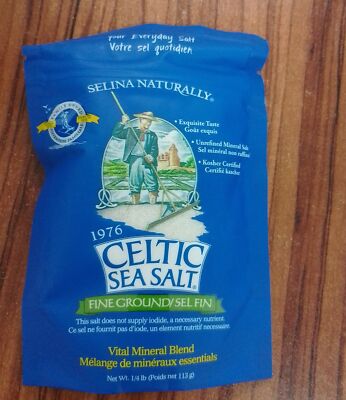 Your Everyday Salt
Votre sel quotidien
SELINA NATURALLY®
• Exquisite Taste
Goût exquis
• Unrefined Mineral Salt
Sel minéral non raffiné
• Kosher Certified
Certifié kascher
1976
CELTIC
SEA SALT®
FINE GROUND/SEL FIN
This salt does not supply iodide, a necessary nutrient.
Ce sel ne fournit pas d'iode, un element nutritif necessaire.
Vital Mineral Blend
Mélange de minéraux essentials
Net Wt. 1/4 lb (Poids net 113 g)